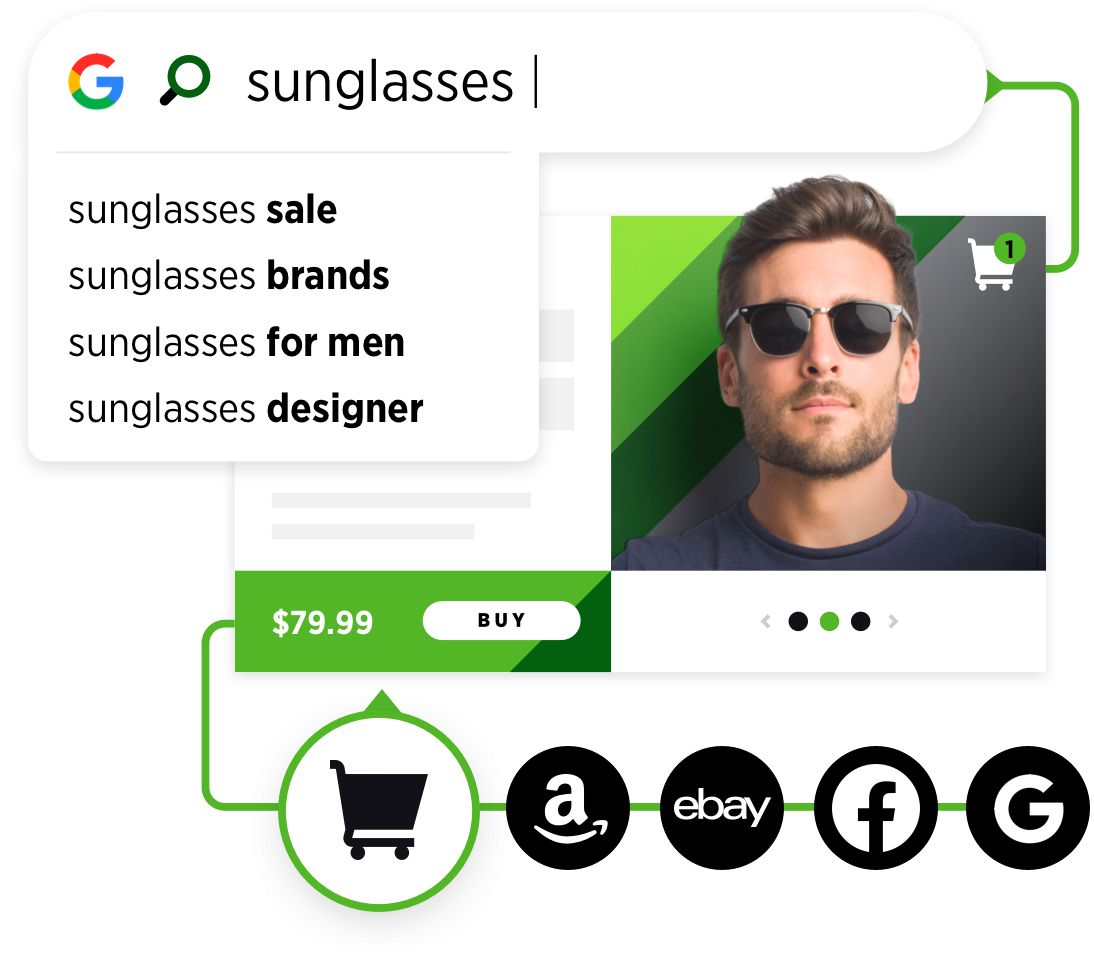 sunglasses
sunglasses sale
sunglasses brands
sunglasses for men
sunglasses designer
1
$79.99
BUY
a
ebay
f
G